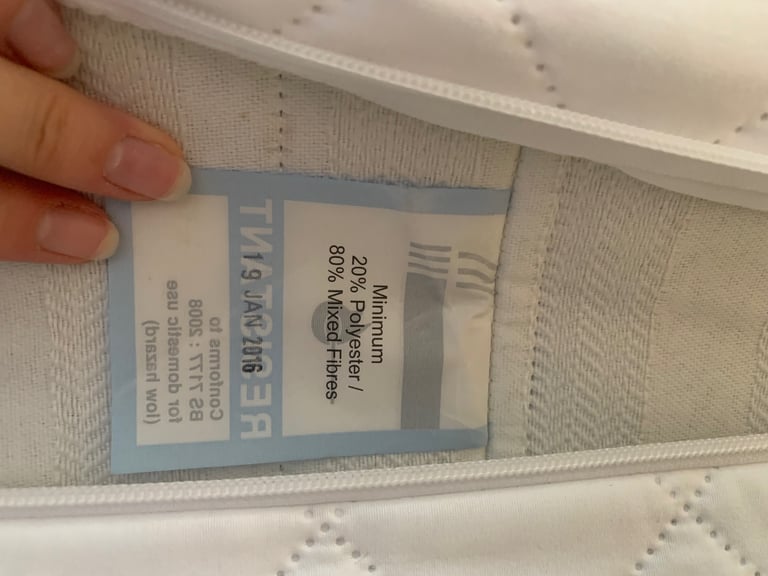 Minimum
20% Polyester /
80% Mixed Fibres
19 JAN 2016
RESISTANT
Conforms to
BS 7177 : 2008
for domestic use
(low hazard)